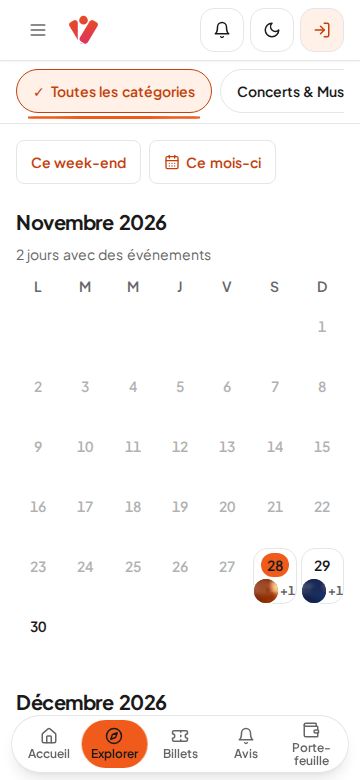 ✓ Toutes les catégories Concerts & Mus
Ce week-end Ce mois-ci
Novembre 2026
2 jours avec des événements
L M M J V S D
1
2 3 4 5 6 7 8
9 10 11 12 13 14 15
16 17 18 19 20 21 22
23 24 25 26 27 28 29
+1 +1
30
Décembre 2026
Accueil Explorer Billets Avis Porte-
feuille